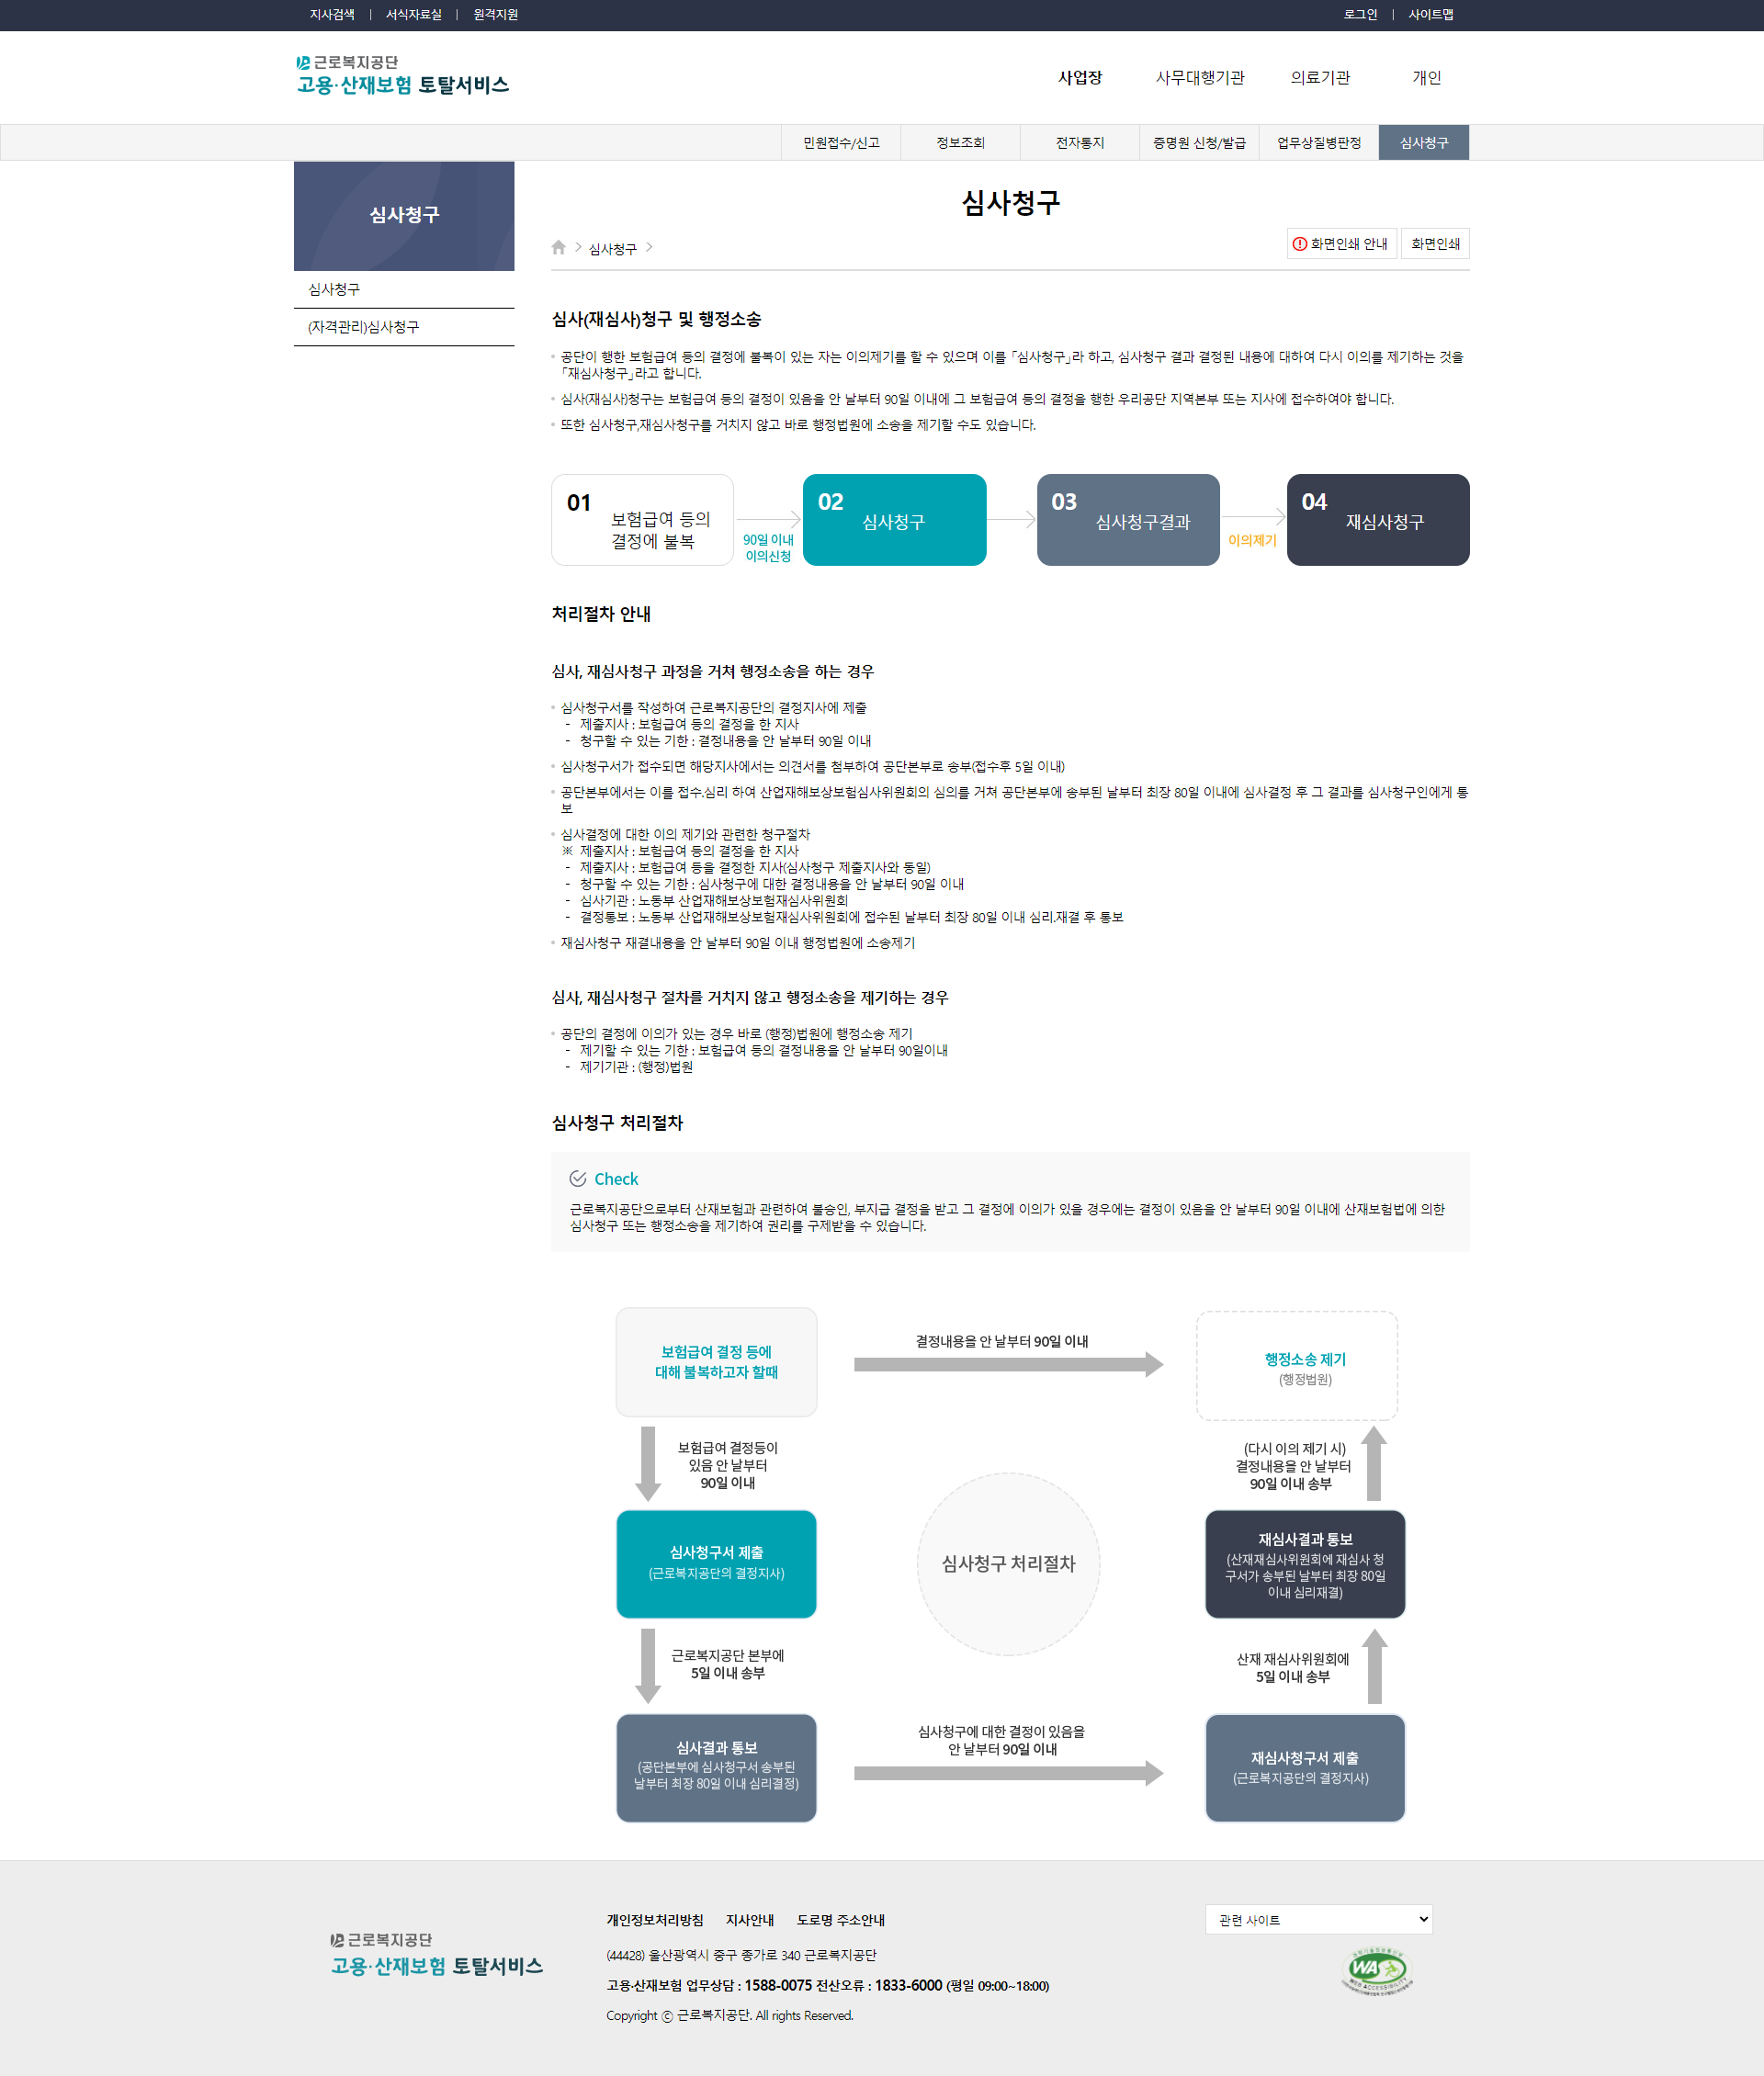 지사검색 | 서식자료실 | 원격지원
로그인 | 사이트맵
근로복지공단
고용·산재보험 토탈서비스
사업장 사무대행기관 의료기관 개인
민원접수/신고 정보조회 전자통지 증명원 신청/발급 업무상질병판정 심사청구
심사청구
심사청구
(자격관리)심사청구
심사청구
> 심사청구 >
화면인쇄 안내 화면인쇄
심사(재심사)청구 및 행정소송
공단이 행한 보험급여 등의 결정에 불복이 있는 자는 이의제기를 할 수 있으며 이를 「심사청구」라 하고, 심사청구 결과 결정된 내용에 대하여 다시 이의를 제기하는 것을
「재심사청구」라고 합니다.
심사(재심사)청구는 보험급여 등의 결정이 있음을 안 날부터 90일 이내에 그 보험급여 등의 결정을 행한 우리공단 지역본부 또는 지사에 접수하여야 합니다.
또한 심사청구,재심사청구를 거치지 않고 바로 행정법원에 소송을 제기할 수도 있습니다.
01
보험급여 등의
결정에 불복
90일 이내
이의신청
02
심사청구
03
심사청구결과
이의제기
04
재심사청구
처리절차 안내
심사, 재심사청구 과정을 거쳐 행정소송을 하는 경우
심사청구서를 작성하여 근로복지공단의 결정지사에 제출
- 제출지사 : 보험급여 등의 결정을 한 지사
- 청구할 수 있는 기한 : 결정내용을 안 날부터 90일 이내
심사청구서가 접수되면 해당지사에서는 의견서를 첨부하여 공단본부로 송부(접수후 5일 이내)
공단본부에서는 이를 접수.심리 하여 산업재해보상보험심사위원회의 심의를 거쳐 공단본부에 송부된 날부터 최장 80일 이내에 심사결정 후 그 결과를 심사청구인에게 통
보
심사결정에 대한 이의 제기와 관련한 청구절차
※ 제출지사 : 보험급여 등의 결정을 한 지사
- 제출지사 : 보험급여 등을 결정한 지사(심사청구 제출지사와 동일)
- 청구할 수 있는 기한 : 심사청구에 대한 결정내용을 안 날부터 90일 이내
- 심사기관 : 노동부 산업재해보상보험재심사위원회
- 결정통보 : 노동부 산업재해보상보험재심사위원회에 접수된 날부터 최장 80일 이내 심리.재결 후 통보
재심사청구 재결내용을 안 날부터 90일 이내 행정법원에 소송제기
심사, 재심사청구 절차를 거치지 않고 행정소송을 제기하는 경우
공단의 결정에 이의가 있는 경우 바로 (행정)법원에 행정소송 제기
- 제기할 수 있는 기한 : 보험급여 등의 결정내용을 안 날부터 90일이내
- 제기기관 : (행정)법원
심사청구 처리절차
Check
근로복지공단으로부터 산재보험과 관련하여 불승인, 부지급 결정을 받고 그 결정에 이의가 있을 경우에는 결정이 있음을 안 날부터 90일 이내에 산재보험법에 의한
심사청구 또는 행정소송을 제기하여 권리를 구제받을 수 있습니다.
보험급여 결정 등에
대해 불복하고자 할때
결정내용을 안 날부터 90일 이내
행정소송 제기
(행정법원)
보험급여 결정등이
있음 안 날부터
90일 이내
(다시 이의 제기 시)
결정내용을 안 날부터
90일 이내 송부
심사청구서 제출
(근로복지공단의 결정지사)
심사청구 처리절차
재심사결과 통보
(산재재심사위원회에 재심사 청
구서가 송부된 날부터 최장 80일
이내 심리재결)
근로복지공단 본부에
5일 이내 송부
산재 재심사위원회에
5일 이내 송부
심사결과 통보
(공단본부에 심사청구서 송부된
날부터 최장 80일 이내 심리결정)
심사청구에 대한 결정이 있음을
안 날부터 90일 이내
재심사청구서 제출
(근로복지공단의 결정지사)
근로복지공단
고용·산재보험 토탈서비스
개인정보처리방침 지사안내 도로명 주소안내
(44428) 울산광역시 중구 종가로 340 근로복지공단
고용·산재보험 업무상담 : 1588-0075 전산오류 : 1833-6000 (평일 09:00~18:00)
Copyright ⓒ 근로복지공단. All rights Reserved.
관련 사이트
WA
WEB ACCESSIBILITY